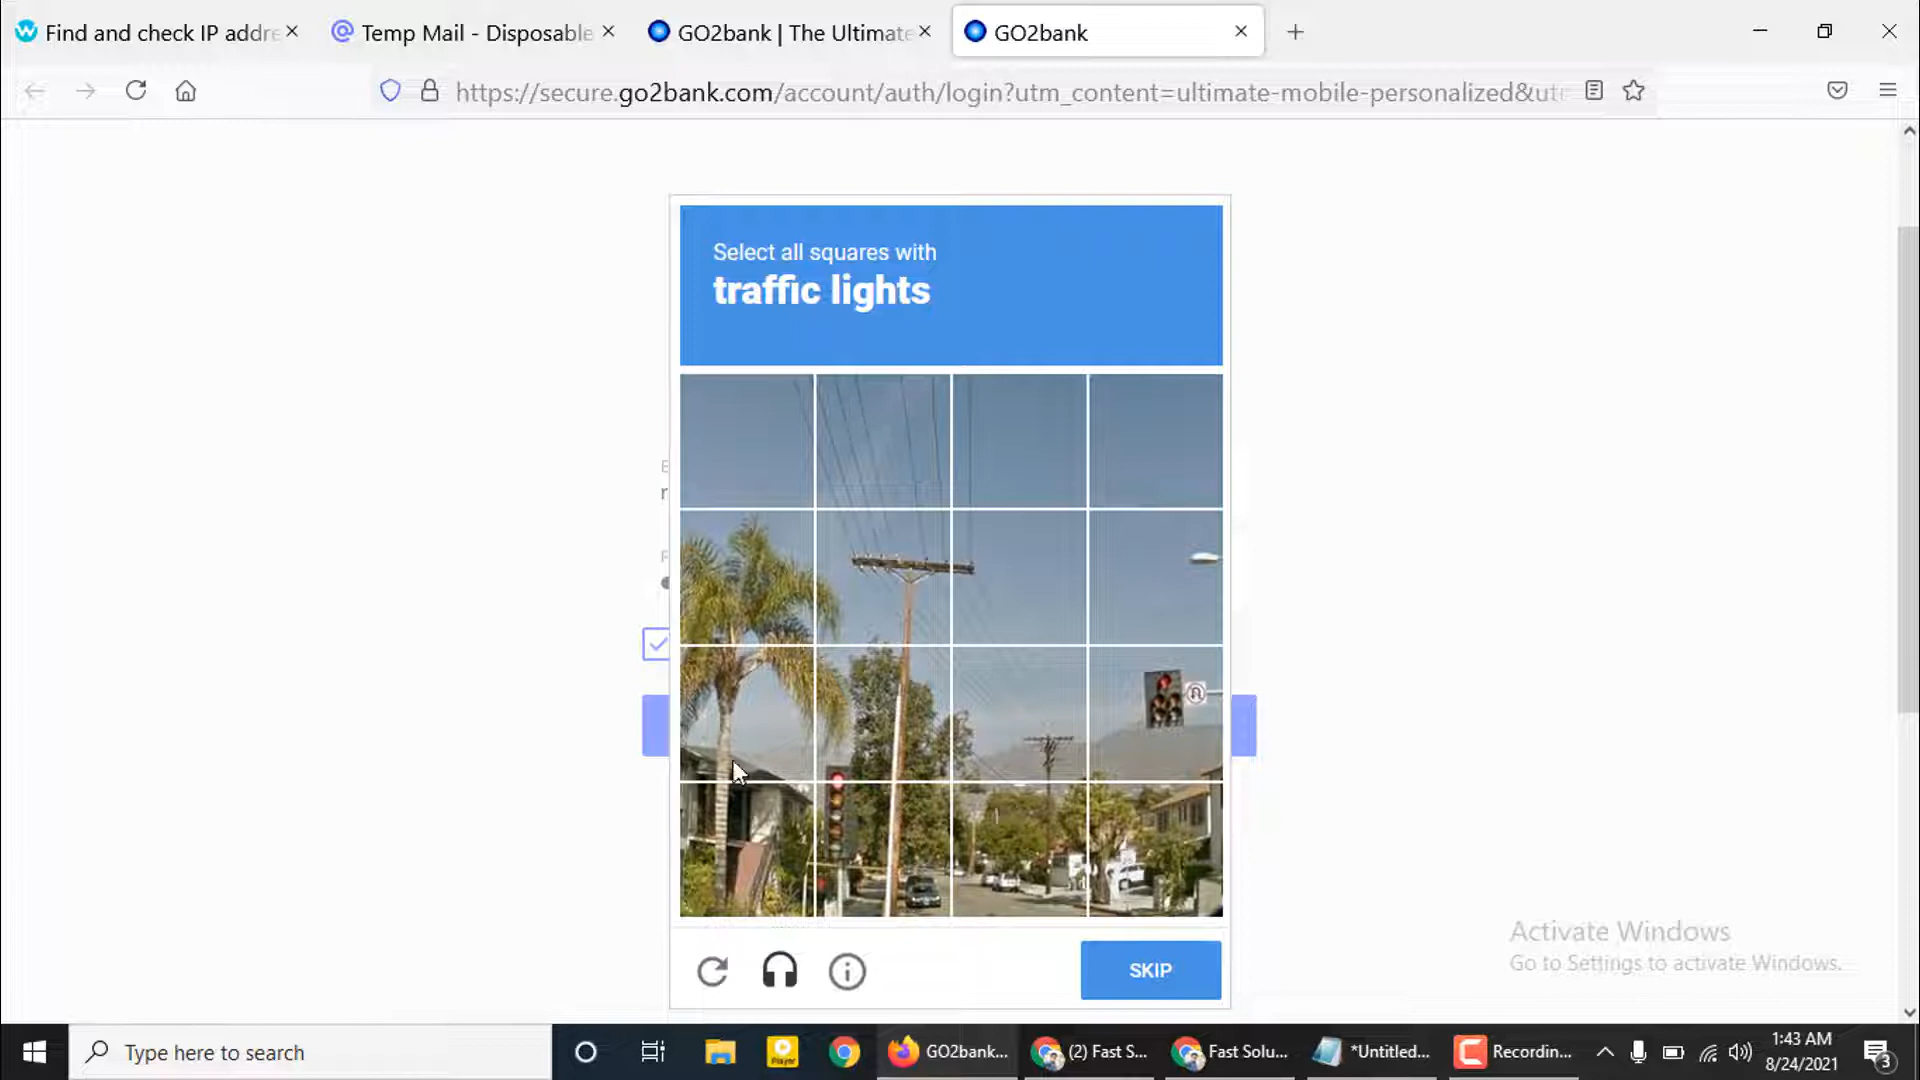 Find and check IP addre
Temp Mail - Disposable
GO2bank | The Ultimate
GO2bank
https://secure.go2bank.com/account/auth/login?utm_content=ultimate-mobile-personalized&ut
Select all squares with
traffic lights
SKIP
Activate Windows
Go to Settings to activate Windows.
Type here to search
Player
GO2bank...
(2) Fast S...
Fast Solu...
*Untitled...
Recordin...
1:43 AM
8/24/2021
3